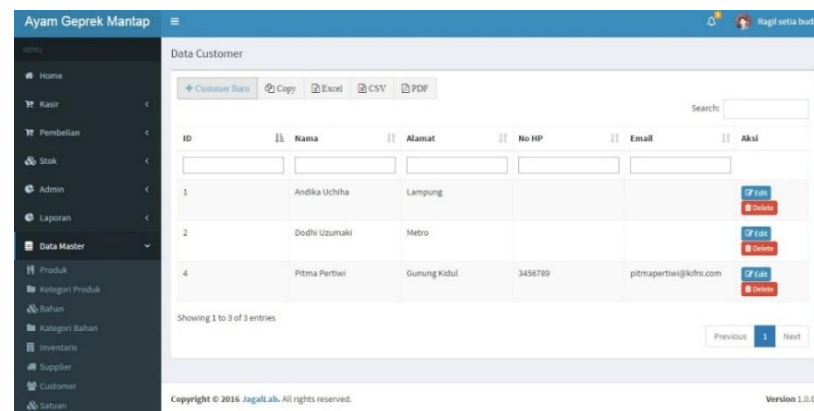 Ayam Geprek Mantap
Ragil setia budi
MENU
Home
Kasir
Pembelian
Stok
Admin
Laporan
Data Master
Produk
Kategori Produk
Bahan
Kategori Bahan
Inventaris
Supplier
Customer
Satuan
Data Customer
+ Customer Baru Copy Excel CSV PDF
Search:
ID Nama Alamat No HP Email Aksi
1 Andika Uchiha Lampung Edit
Delete
2 Dodhi Uzumaki Metro Edit
Delete
4 Pitma Pertiwi Gunung Kidul 3456789 pitmapertiwi@kifni.com Edit
Delete
Showing 1 to 3 of 3 entries
Previous 1 Next
Copyright © 2016 JagalLab. All rights reserved. Version 1.0.0